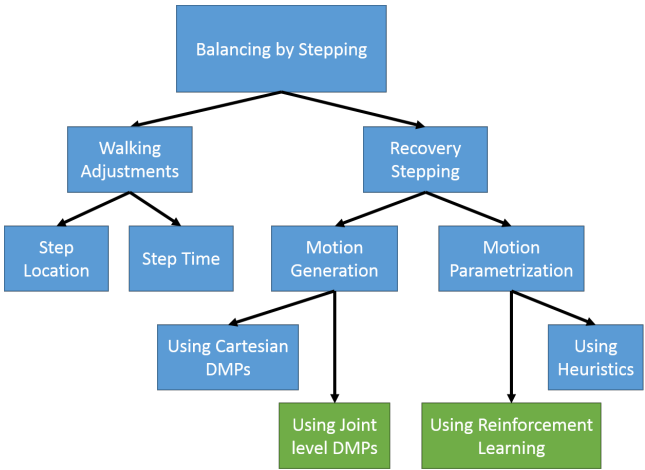 Balancing by Stepping
Walking
Adjustments
Recovery
Stepping
Step
Location
Step Time
Motion
Generation
Motion
Parametrization
Using Cartesian
DMPs
Using
Heuristics
Using Joint
level DMPs
Using Reinforcement
Learning